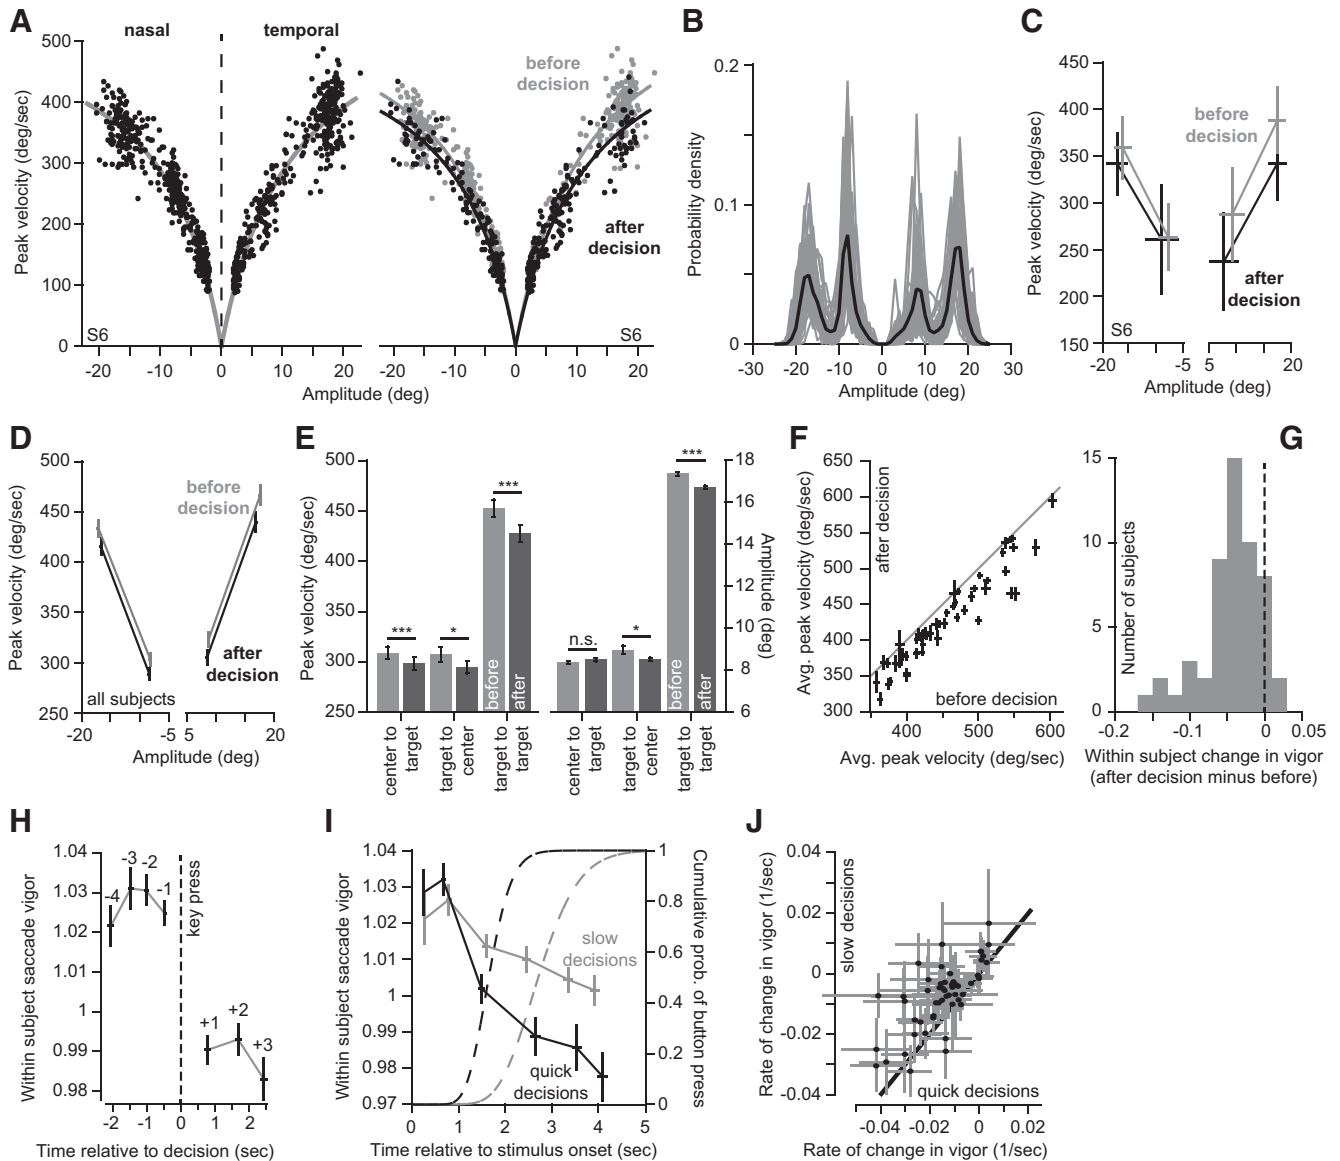 A
nasal
temporal
Peak velocity (deg/sec)
500
400
300
200
100
0
S6
-20
-10
0
10
20
before
decision
after
decision
S6
-20
-10
0
10
20
Amplitude (deg)
B
Probability density
0.2
0.1
0
-30
-20
-10
0
10
20
30
Amplitude (deg)
C
Peak velocity (deg/sec)
450
400
350
300
250
200
150
before
decision
after
decision
S6
-20
-5
5
20
Amplitude (deg)
D
Peak velocity (deg/sec)
500
450
400
350
300
250
before
decision
after
decision
all subjects
-20
-5
5
20
Amplitude (deg)
E
Peak velocity (deg/sec)
500
450
400
350
300
250
***
*
***
n.s.
*
***
before
after
before
after
18
16
14
12
10
8
6
Amplitude (deg)
center to
target
target to
center
target to
target
center to
target
target to
center
target to
target
F
Avg. peak velocity (deg/sec)
after decision
650
600
550
500
450
400
350
300
before decision
400
500
600
Avg. peak velocity (deg/sec)
G
Number of subjects
15
10
5
0
-0.2
-0.1
0
0.05
Within subject change in vigor
(after decision minus before)
H
Within subject saccade vigor
1.04
1.03
1.02
1.01
1
0.99
0.98
-4
-3
-2
-1
key press
+1
+2
+3
-2
-1
0
1
2
Time relative to decision (sec)
I
Within subject saccade vigor
1.04
1.03
1.02
1.01
1
0.99
0.98
0.97
slow
decisions
quick
decisions
1
0.8
0.6
0.4
0.2
0
Cumulative prob. of button press
0
1
2
3
4
5
Time relative to stimulus onset (sec)
J
Rate of change in vigor (1/sec)
slow decisions
0.04
0.02
0
-0.02
-0.04
quick decisions
-0.04
-0.02
0
0.02
Rate of change in vigor (1/sec)